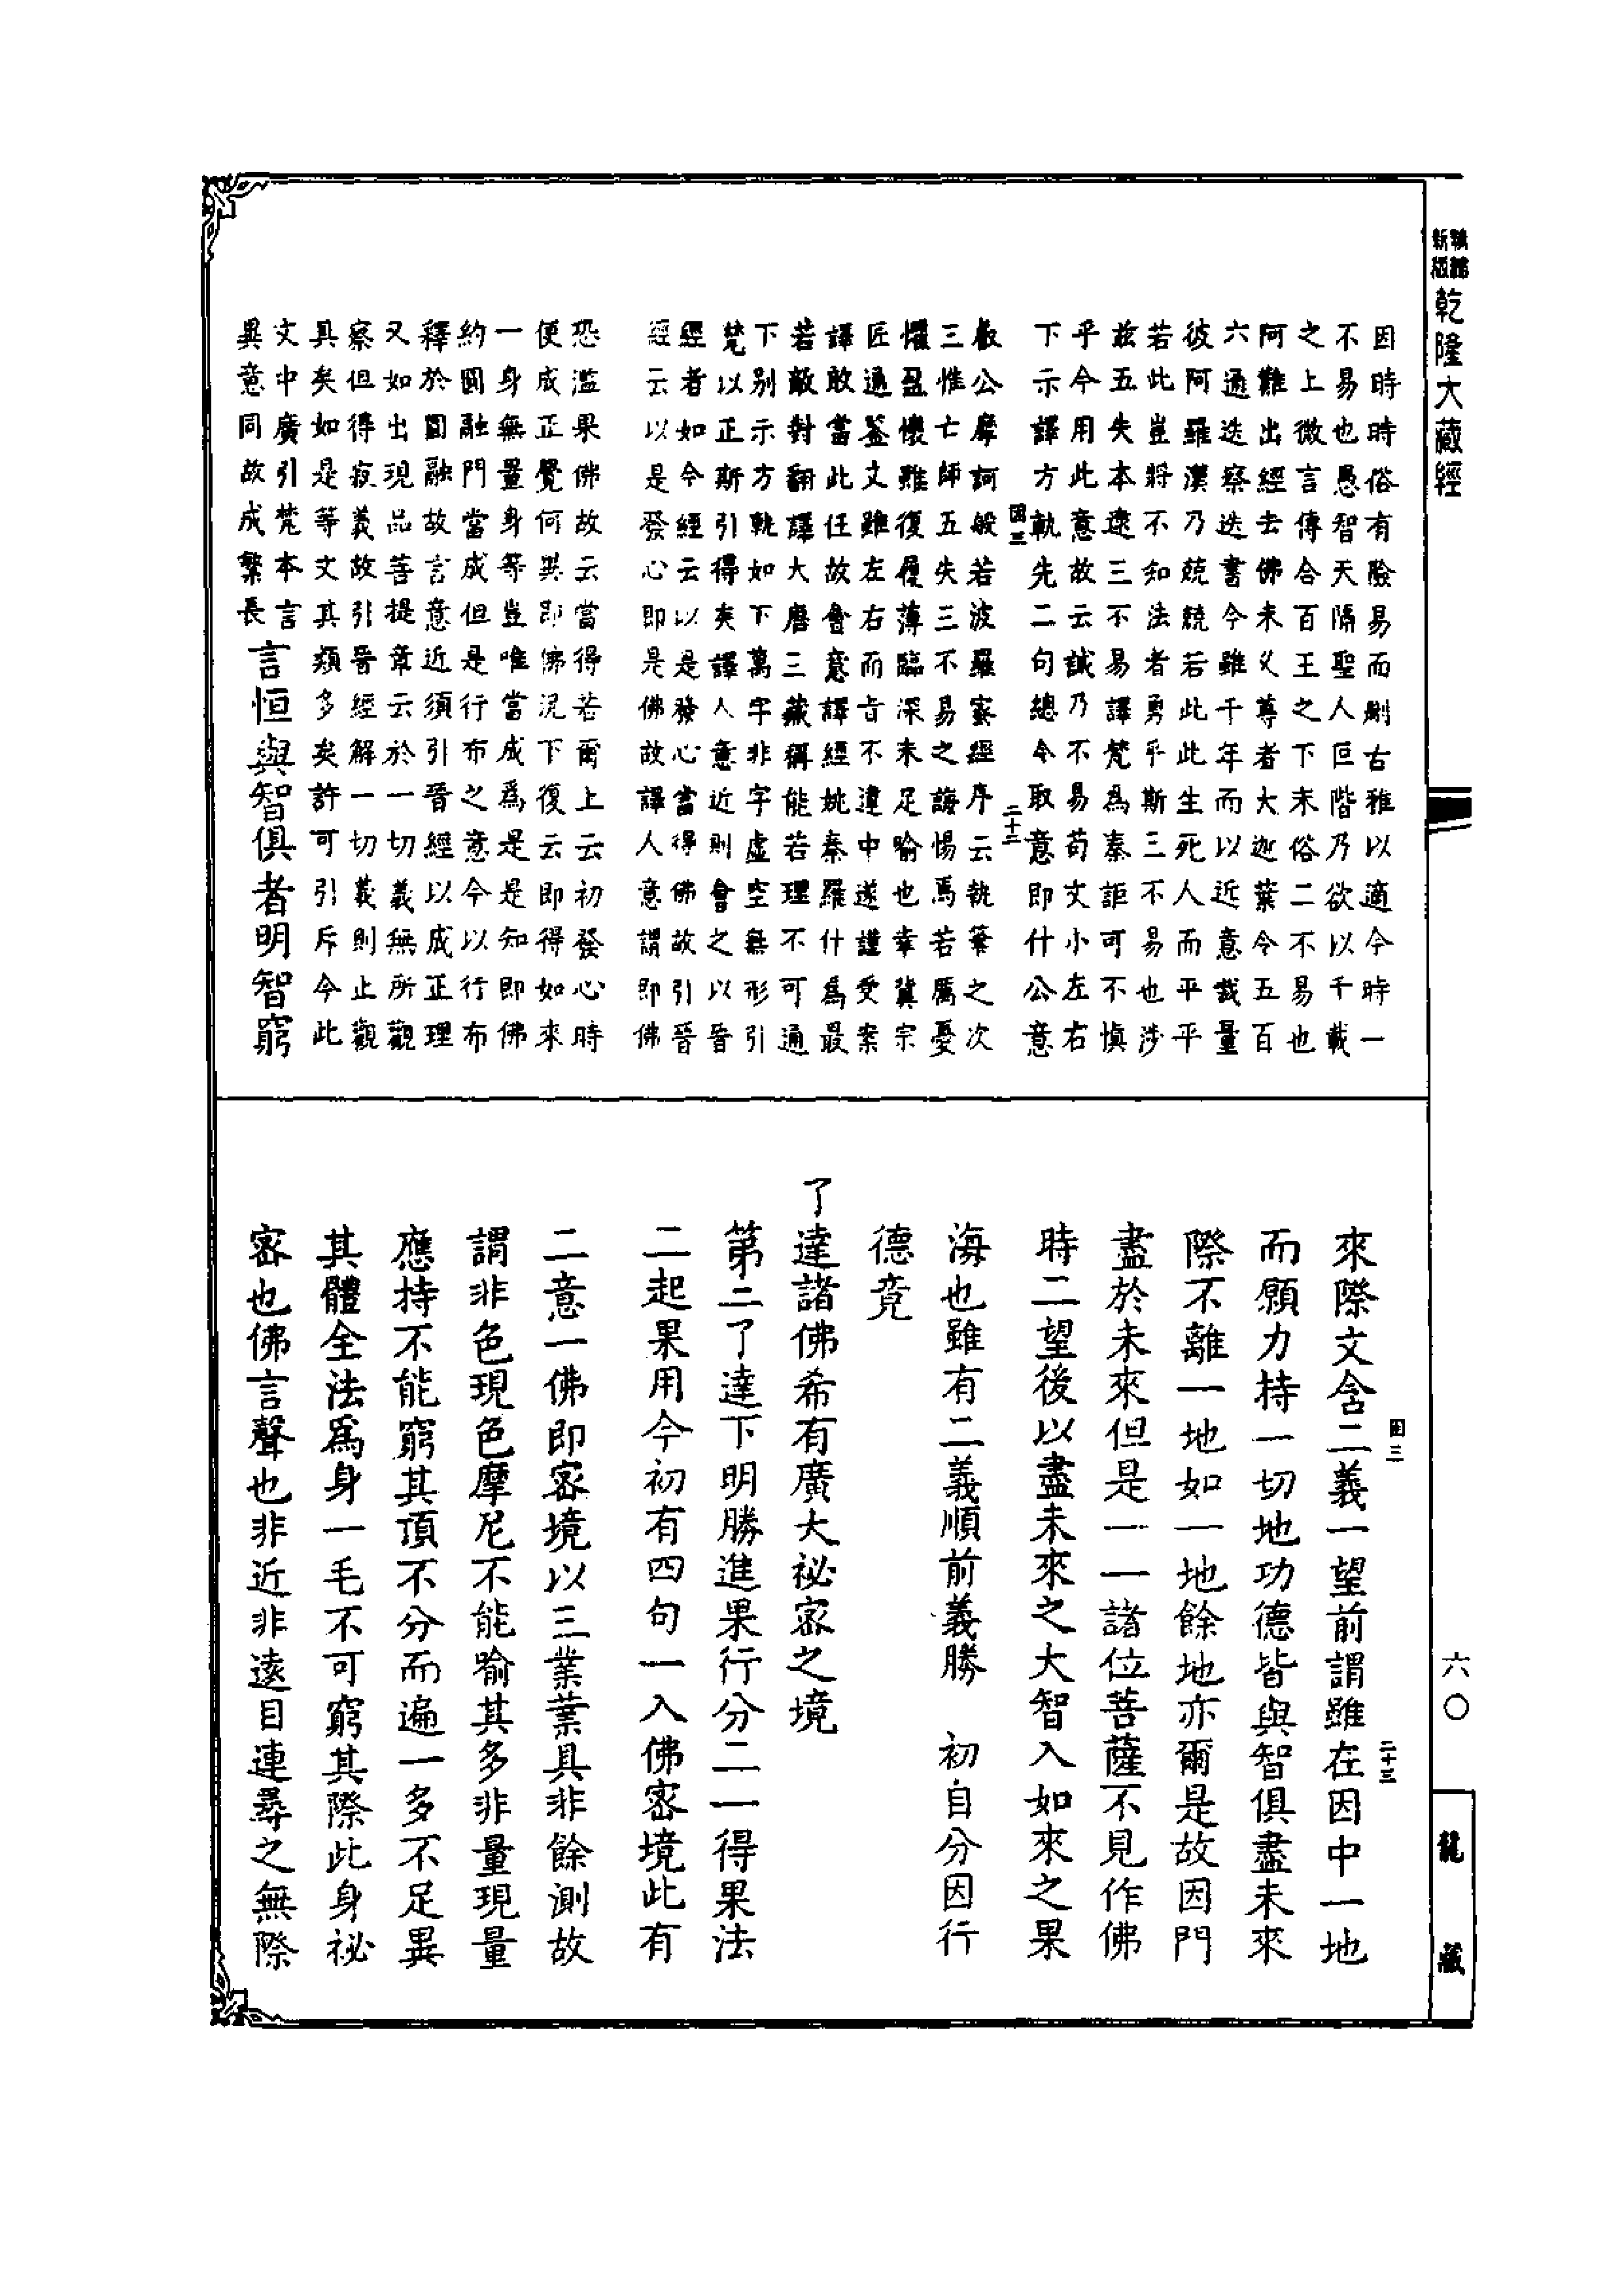 新編縮版乾隆大藏經
因時時俗有險易而刪古雅以適今時一
不易也愚智天隔聖人叵階乃欲以千載
之上微言傳合百王之下末俗二不易也
阿難出經去佛未久尊者大迦葉令五百
六通迭察迭書今雖千年而以近意裁量
彼阿羅漢乃兢兢若此此生死人而平平
若此豈將不知法者勇乎斯三不易也涉
茲五失本遼三不易譯梵為秦詎可不慎
乎今用此意故云誠乃不易苟文小左右
下示譯方軌先二句總令取意即什公意
困三
二十二
叡公摩訶般若波羅蜜經序云執筆之次
三惟亡師五失三不易之誨惕焉若厲憂
懼盈懷雖復履薄臨深未足喻也幸冀宗
匠通鋻文雖左右而旨不違中遂謹受案
譯敢當此任故會意譯經姚秦羅什為最
若敵對翻譯大唐三藏稱能若理不可通
下別示方軌如下萬字非字虛空無形引
梵以正斯引得矣譯人意近則會之以晉
經者如今經云以是發心當得佛故引晉
經云以是發心即是佛故譯人意謂即佛
恐濫果佛故云當得若爾上云初發心時
便成正覺何異即佛況下復云即得如來
一身無量身等豈唯當成為是是知即佛
約圓融門當成但是行布之意今以行布
釋於圓融故言意近須引晉經以成正理
又如出現品菩提章云於一切義無所觀
察但得寂義故引晉經解一切義則止觀
具矣如是等文其類多矣許可引斥今此
文中廣引梵本言
異意同故成繁長言恒與智俱者明智窮
困三
二十三
來際文含二義一望前謂雖在因中一地
而願力持一切地功德皆與智俱盡未來
際不離一地如一地餘地亦爾是故因門
盡於未來但是一一諸位菩薩不見作佛
時二望後以盡未來之大智入如來之果
海也雖有二義順前義勝　初自分因行
德竟
了達諸佛希有廣大祕密之境
第二了達下明勝進果行分二一得果法
二起果用今初有四句一入佛密境此有
二意一佛即密境以三業業具非餘測故
謂非色現色摩尼不能喻其多非量現量
應持不能窮其頂不分而遍一多不足異
其體全法為身一毛不可窮其際此身祕
密也佛言聲也非近非遠目連尋之無際
六〇
龍藏